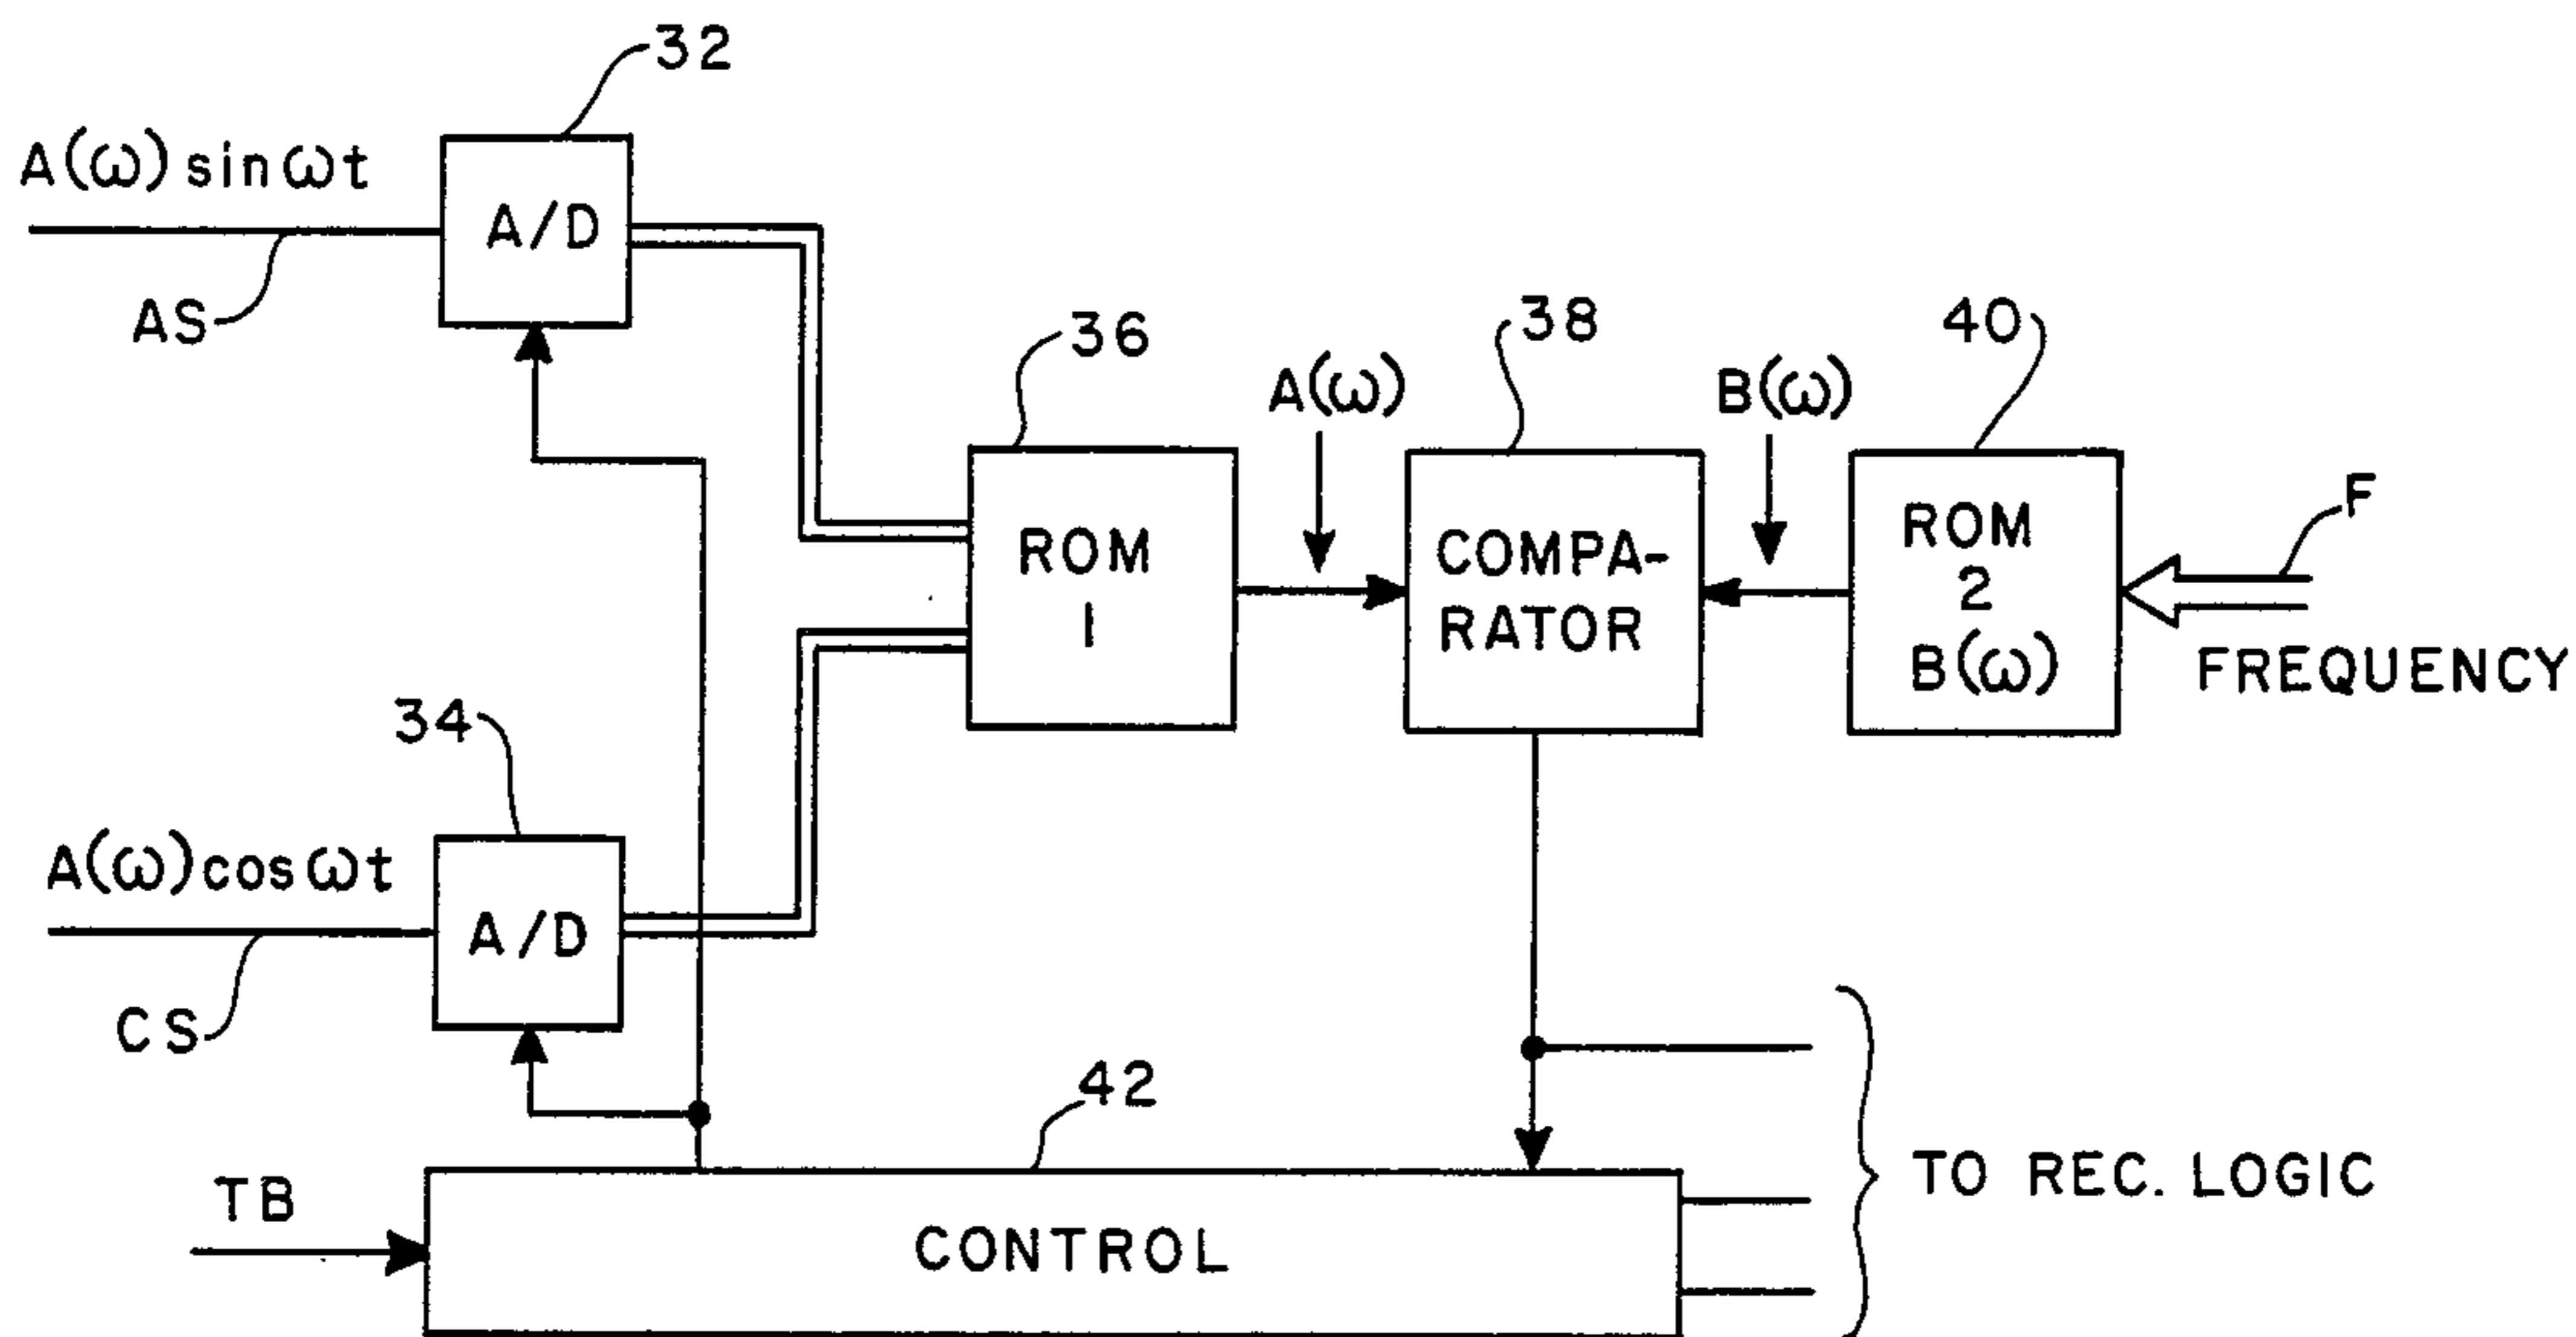 32
A(ω) sin ωt
A/D
AS
36
A(ω)
38
B(ω)
40
F
ROM
1
COMPA-
RATOR
ROM
2
B(ω)
FREQUENCY
34
A(ω) cos ωt
A/D
CS
42
TB
CONTROL
TO REC. LOGIC